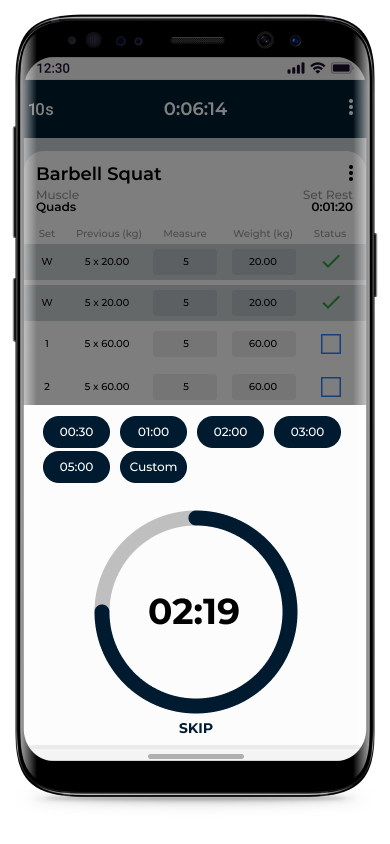 12:30
10s 0:06:14
Barbell Squat
Muscle Set Rest
Quads 0:01:20
Set Previous (kg) Measure Weight (kg) Status
W 5 x 20.00 5 20.00
W 5 x 20.00 5 20.00
1 5 x 60.00 5 60.00
2 5 x 60.00 5 60.00
00:30 01:00 02:00 03:00
05:00 Custom
02:19
SKIP